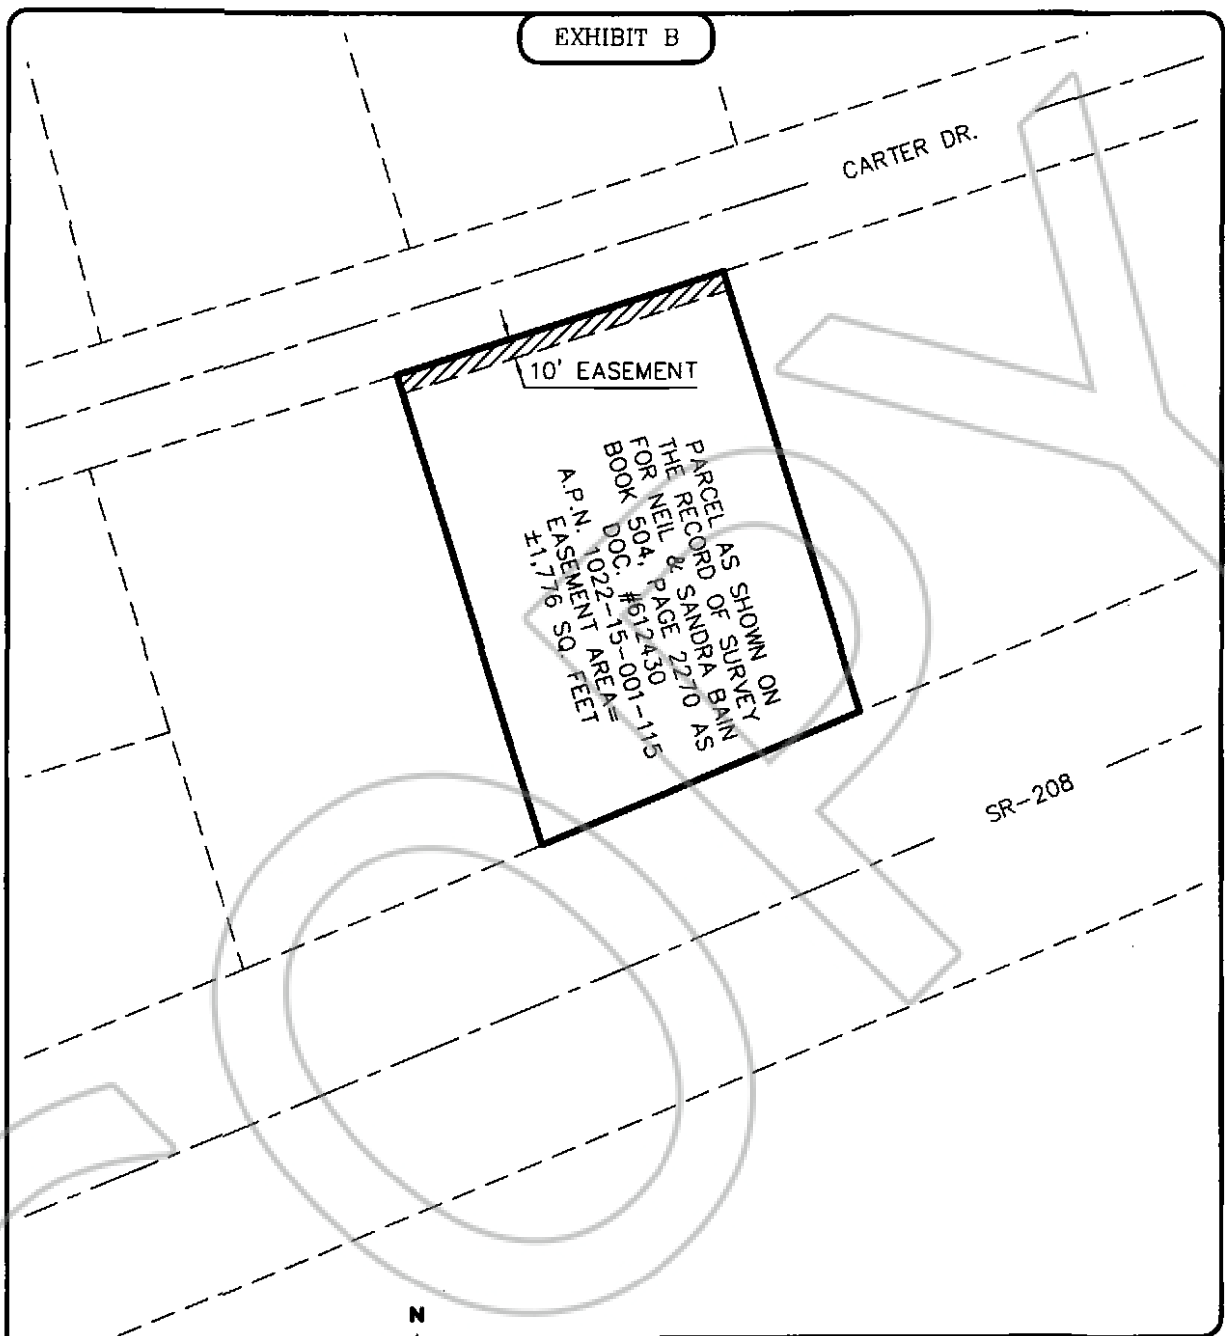 EXHIBIT B
CARTER DR.
10' EASEMENT
PARCEL AS SHOWN ON
THE RECORD OF SURVEY
FOR NEIL & SANDRA BAIN
BOOK 504, PAGE 2270 AS
DOC. #612430
A.P.N. 1022-15-001-115
EASEMENT AREA=
±1,776 SQ. FEET
SR-208
COPY
N